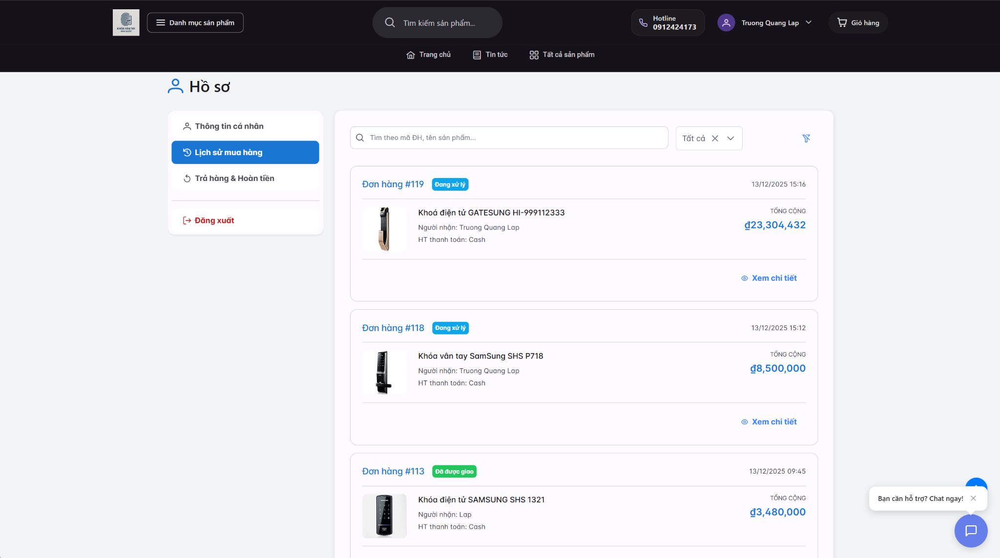 KHÓA VÂN TAY
HÀN QUỐC
Danh mục sản phẩm
Tìm kiếm sản phẩm...
Hotline
0912424173
Truong Quang Lap
Giỏ hàng
Trang chủ
Tin tức
Tất cả sản phẩm
Hồ sơ
Thông tin cá nhân
Lịch sử mua hàng
Trả hàng & Hoàn tiền
Đăng xuất
Tìm theo mã ĐH, tên sản phẩm...
Tất cả
Đơn hàng #119
Đang xử lý
13/12/2025 15:16
Khoá điện tử GATESUNG HI-999112333
Người nhận: Truong Quang Lap
HT thanh toán: Cash
TỔNG CỘNG
₫23,304,432
Xem chi tiết
Đơn hàng #118
Đang xử lý
13/12/2025 15:12
Khóa vân tay SamSung SHS P718
Người nhận: Truong Quang Lap
HT thanh toán: Cash
TỔNG CỘNG
₫8,500,000
Xem chi tiết
Đơn hàng #113
Đã được giao
13/12/2025 09:45
Khóa điện tử SAMSUNG SHS 1321
Người nhận: Lap
HT thanh toán: Cash
TỔNG CỘNG
₫3,480,000
Bạn cần hỗ trợ? Chat ngay!